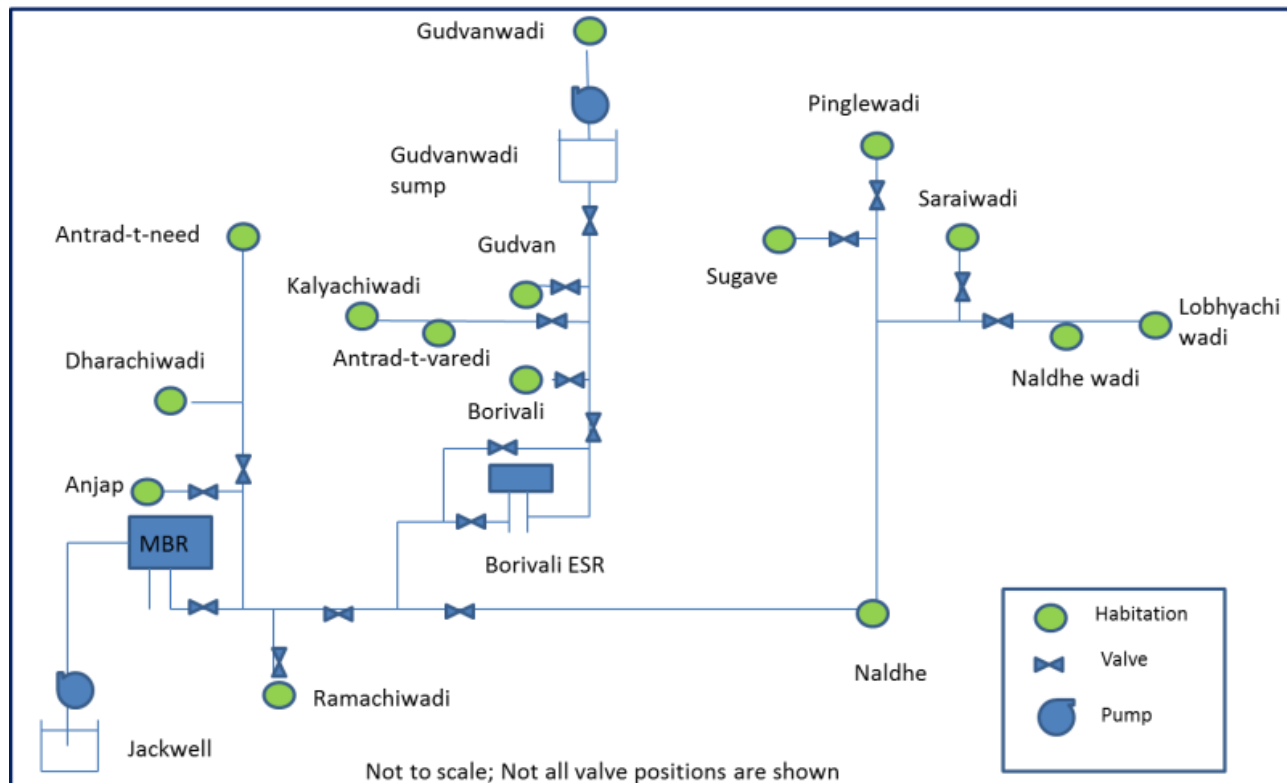 Gudvanwadi
Pinglewadi
Gudvanwadi
sump
Saraiwadi
Antrad-t-need
Gudvan
Sugave
Kalyachiwadi
Lobhyachi
wadi
Antrad-t-varedi
Dharachiwadi
Naldhe wadi
Borivali
Anjap
MBR
Borivali ESR
Habitation
Valve
Naldhe
Ramachiwadi
Pump
Jackwell
Not to scale; Not all valve positions are shown